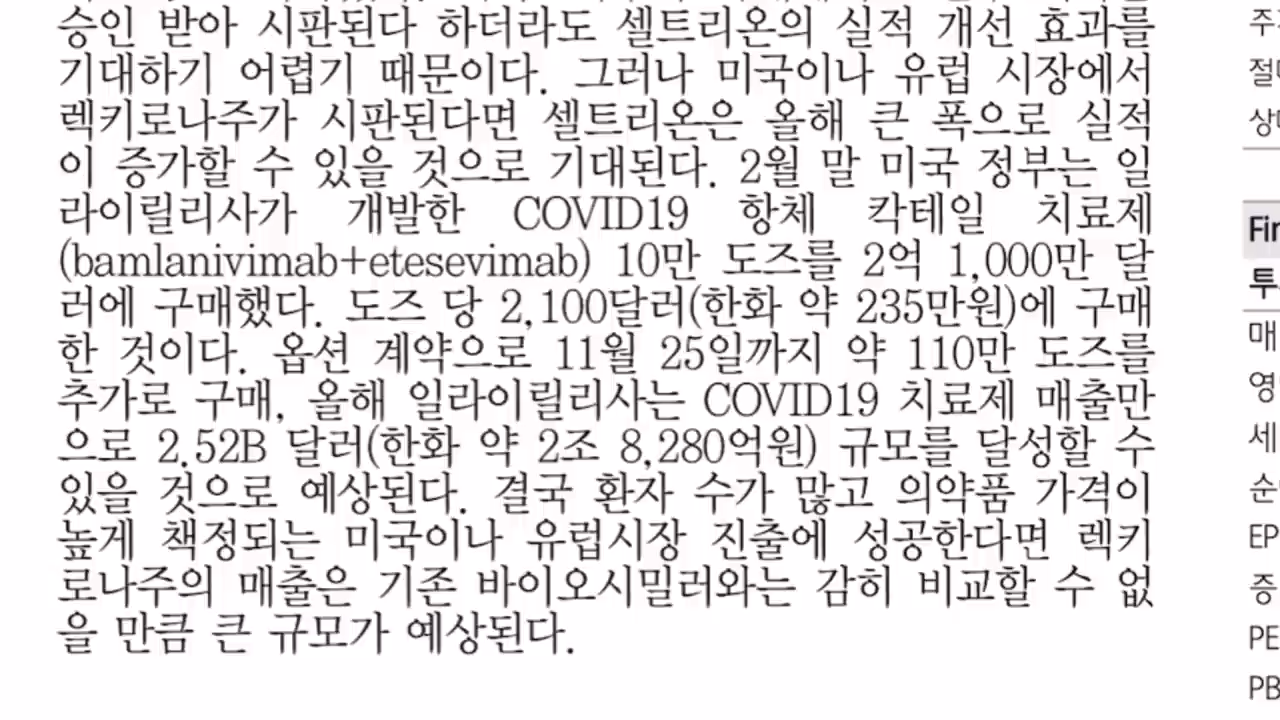 승인 받아 시판된다 하더라도 셀트리온의 실적 개선 효과를
기대하기 어렵기 때문이다. 그러나 미국이나 유럽 시장에서
렉키로나주가 시판된다면 셀트리온은 올해 큰 폭으로 실적
이 증가할 수 있을 것으로 기대된다. 2월 말 미국 정부는 일
라이릴리사가 개발한 COVID19 항체 칵테일 치료제
(bamlanivimab+etesevimab) 10만 도즈를 2억 1,000만 달
러에 구매했다. 도즈 당 2,100달러(한화 약 235만원)에 구매
한 것이다. 옵션 계약으로 11월 25일까지 약 110만 도즈를
추가로 구매, 올해 일라이릴리사는 COVID19 치료제 매출만
으로 2.52B 달러(한화 약 2조 8,280억원) 규모를 달성할 수
있을 것으로 예상된다. 결국 환자 수가 많고 의약품 가격이
높게 책정되는 미국이나 유럽시장 진출에 성공한다면 렉키
로나주의 매출은 기존 바이오시밀러와는 감히 비교할 수 없
을 만큼 큰 규모가 예상된다.
주
절
상
Fin
투
매
영
세
순
EP
증
PE
PB